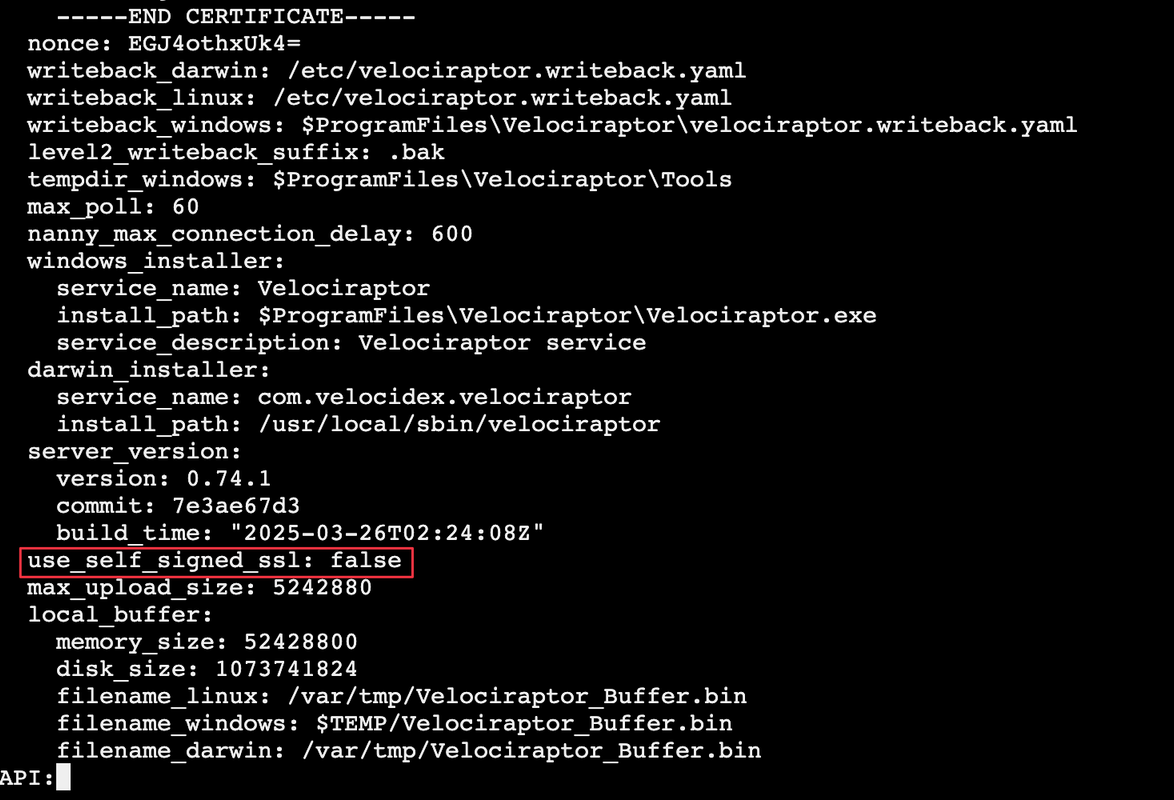 -----END CERTIFICATE-----
nonce: EGJ4othxUk4=
writeback_darwin: /etc/velociraptor.writeback.yaml
writeback_linux: /etc/velociraptor.writeback.yaml
writeback_windows: $ProgramFiles\Velociraptor\velociraptor.writeback.yaml
level2_writeback_suffix: .bak
tempdir_windows: $ProgramFiles\Velociraptor\Tools
max_poll: 60
nanny_max_connection_delay: 600
windows_installer:
service_name: Velociraptor
install_path: $ProgramFiles\Velociraptor\Velociraptor.exe
service_description: Velociraptor service
darwin_installer:
service_name: com.velocidex.velociraptor
install_path: /usr/local/sbin/velociraptor
server_version:
version: 0.74.1
commit: 7e3ae67d3
build_time: "2025-03-26T02:24:08Z"
use_self_signed_ssl: false
max_upload_size: 5242880
local_buffer:
memory_size: 52428800
disk_size: 1073741824
filename_linux: /var/tmp/Velociraptor_Buffer.bin
filename_windows: $TEMP/Velociraptor_Buffer.bin
filename_darwin: /var/tmp/Velociraptor_Buffer.bin
API: